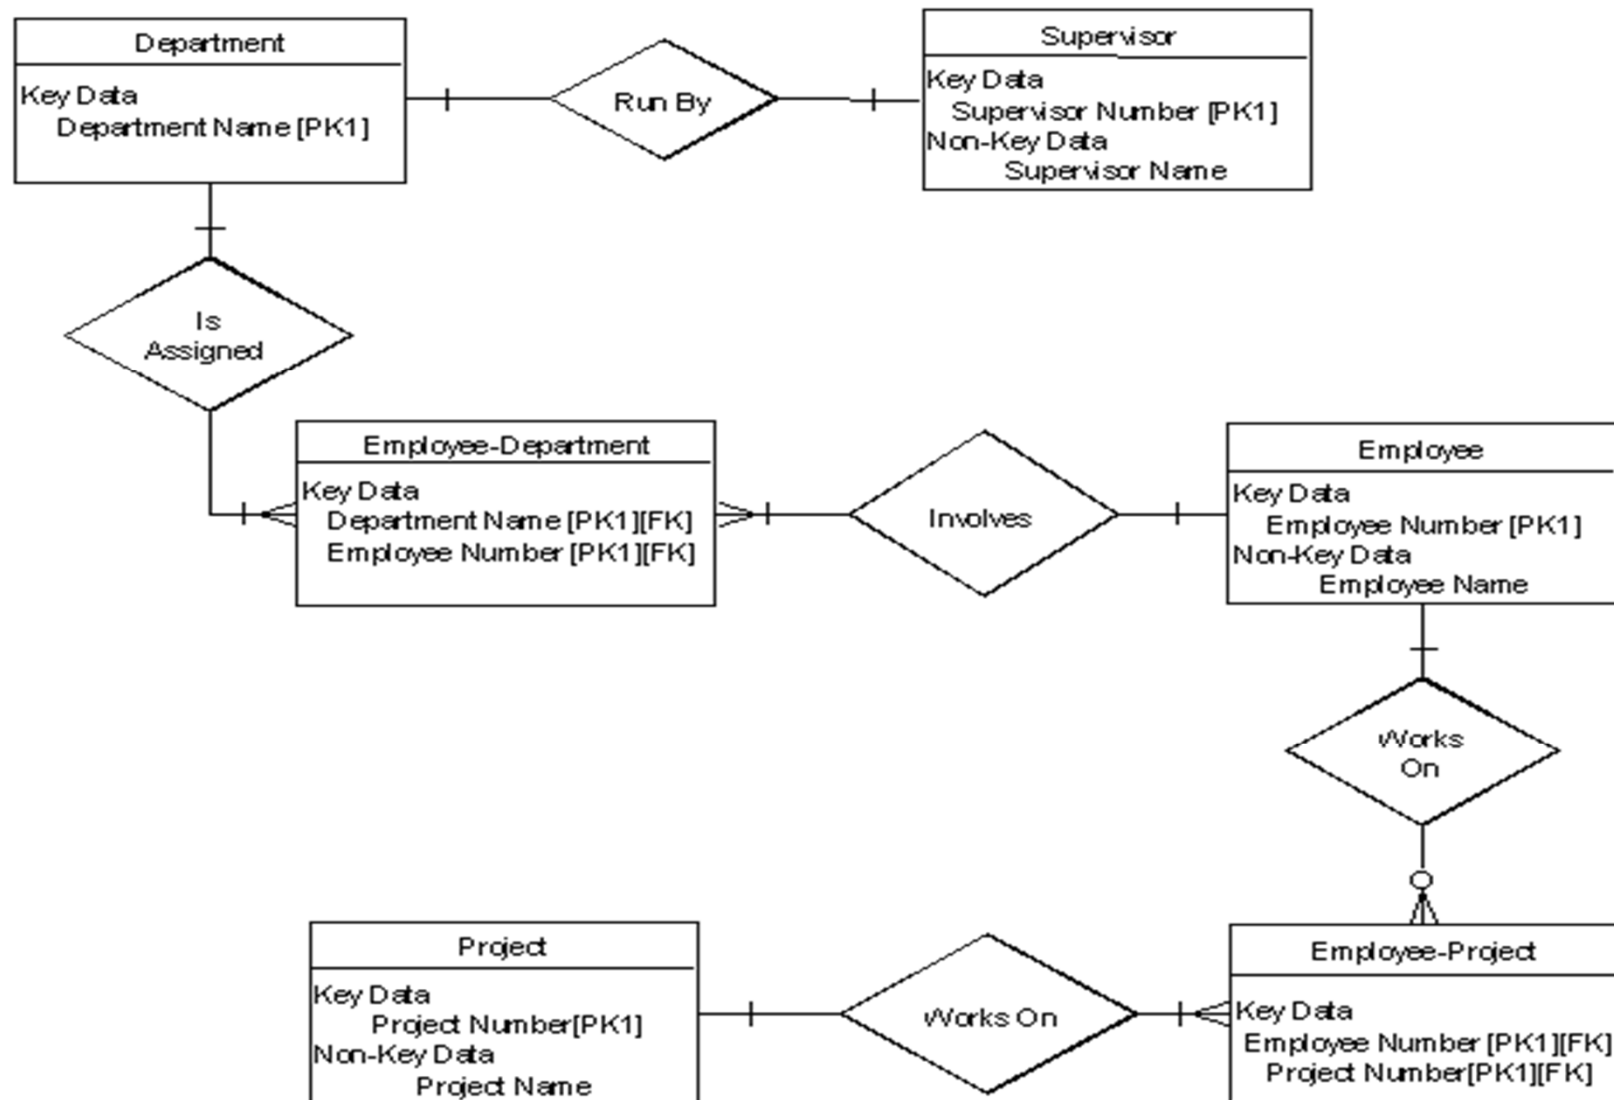 Department
Key Data
Department Name [PK1]
Run By
Supervisor
Key Data
Supervisor Number [PK1]
Non-Key Data
Supervisor Name
Is
Assigned
Employee-Department
Key Data
Department Name [PK1][FK]
Employee Number [PK1][FK]
Involves
Employee
Key Data
Employee Number [PK1]
Non-Key Data
Employee Name
Works
On
Project
Key Data
Project Number[PK1]
Non-Key Data
Project Name
Works On
Employee-Project
Key Data
Employee Number [PK1][FK]
Project Number[PK1][FK]